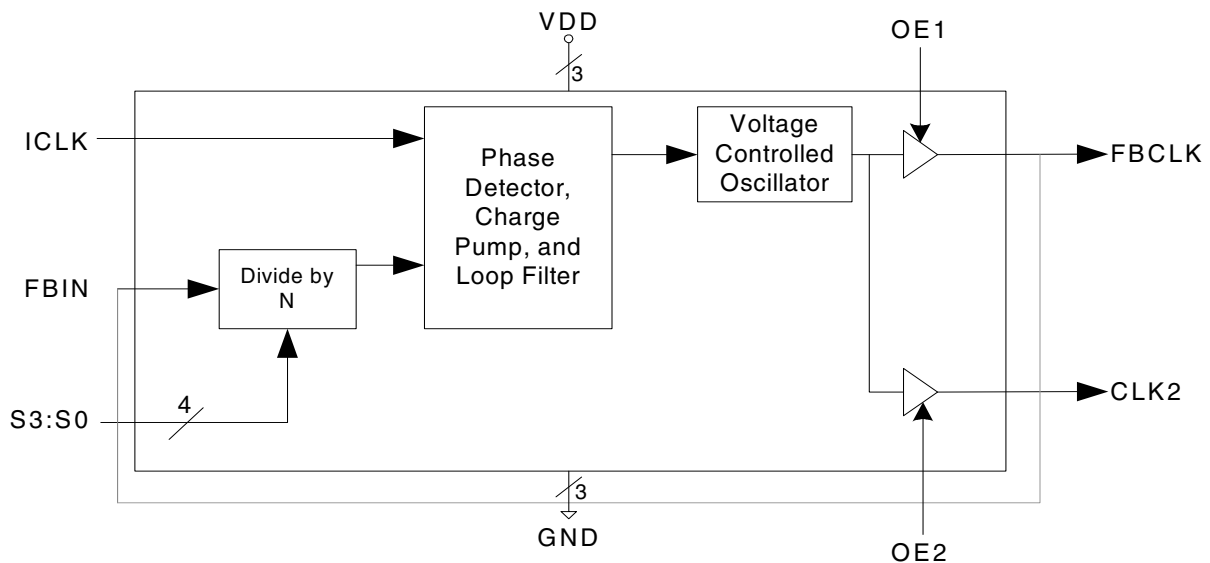 VDD
3
OE1
ICLK
Phase
Detector,
Charge
Pump, and
Loop Filter
Voltage
Controlled
Oscillator
FBCLK
FBIN
Divide by
N
S3:S0
4
CLK2
3
GND
OE2